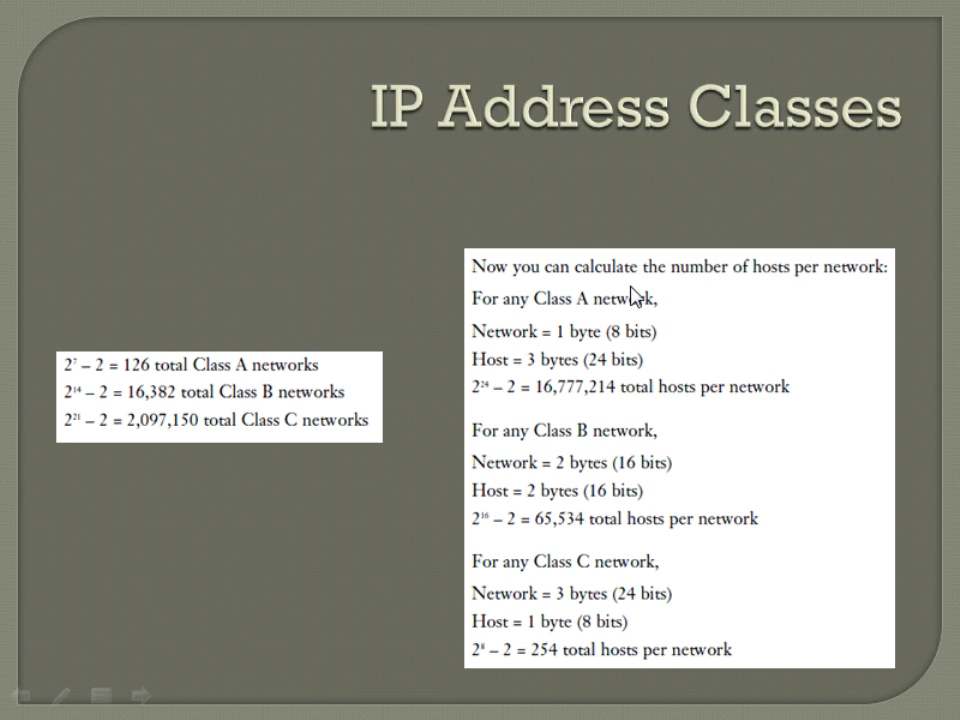 IP Address Classes
2⁷ – 2 = 126 total Class A networks
2¹⁴ – 2 = 16,382 total Class B networks
2²¹ – 2 = 2,097,150 total Class C networks
Now you can calculate the number of hosts per network:
For any Class A network,
Network = 1 byte (8 bits)
Host = 3 bytes (24 bits)
2²⁴ – 2 = 16,777,214 total hosts per network
For any Class B network,
Network = 2 bytes (16 bits)
Host = 2 bytes (16 bits)
2¹⁶ – 2 = 65,534 total hosts per network
For any Class C network,
Network = 3 bytes (24 bits)
Host = 1 byte (8 bits)
2⁸ – 2 = 254 total hosts per network